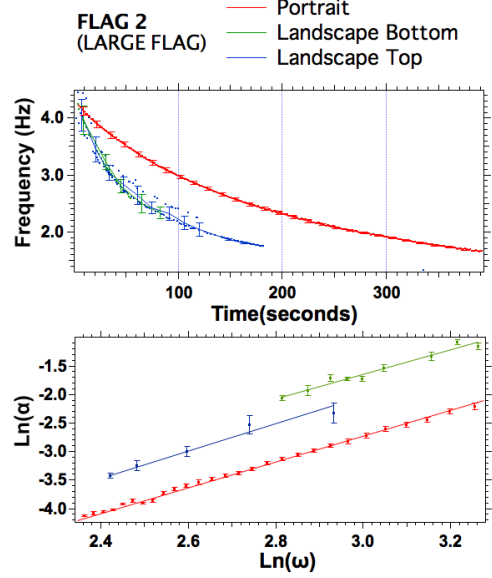 FLAG 2
(LARGE FLAG)
Portrait
Landscape Bottom
Landscape Top
Frequency (Hz)
4.0
3.0
2.0
100
200
300
Time(seconds)
Ln(α)
-1.5
-2.0
-2.5
-3.0
-3.5
-4.0
2.4
2.6
2.8
3.0
3.2
Ln(ω)